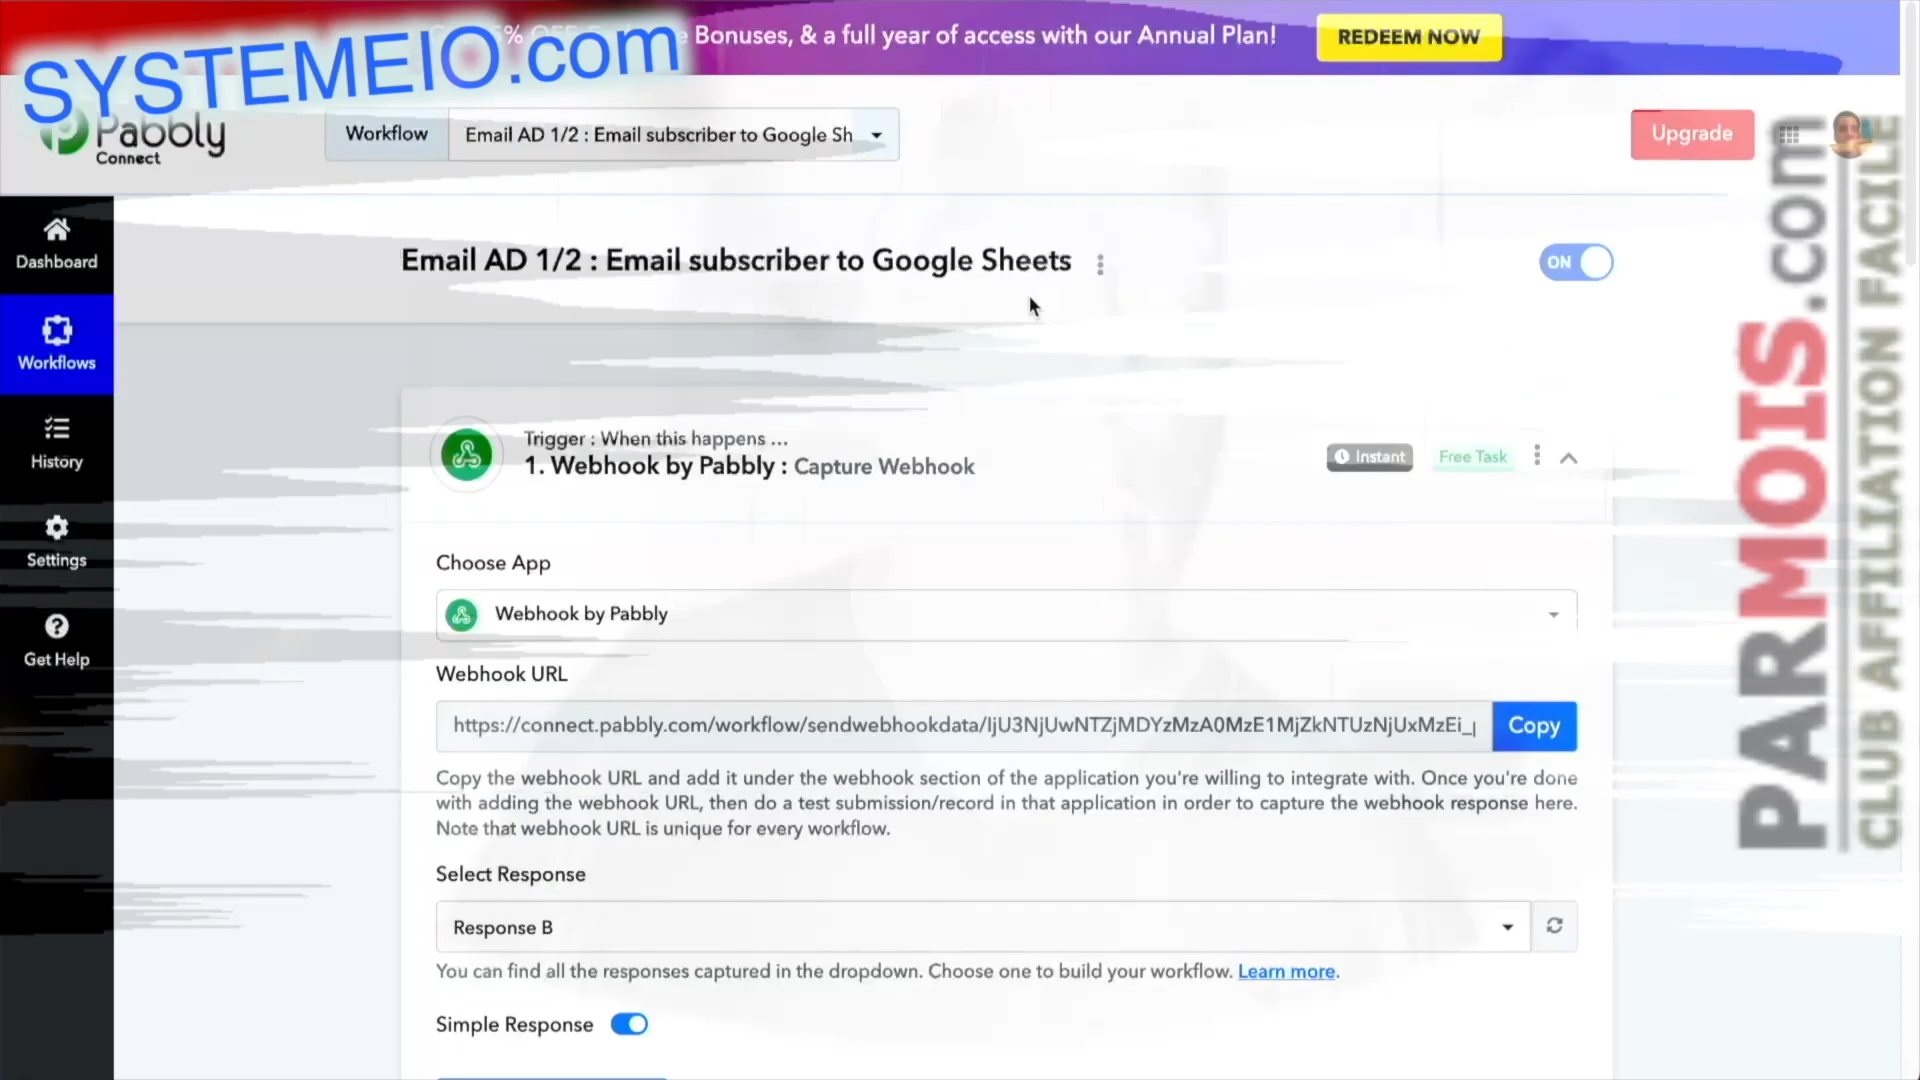 SYSTEMEIO.com
Bonuses, & a full year of access with our Annual Plan!
REDEEM NOW
Pabbly
Connect
Workflow
Email AD 1/2 : Email subscriber to Google Sh
Upgrade
Dashboard
Workflows
History
Settings
Get Help
Email AD 1/2 : Email subscriber to Google Sheets
ON
Trigger : When this happens ...
1. Webhook by Pabbly : Capture Webhook
Instant
Free Task
Choose App
Webhook by Pabbly
Webhook URL
https://connect.pabbly.com/workflow/sendwebhookdata/IjU3NjUwNTZjMDYzMzA0MzE1MjZkNTUzNjUxMzEi_
Copy
Copy the webhook URL and add it under the webhook section of the application you're willing to integrate with. Once you're done
with adding the webhook URL, then do a test submission/record in that application in order to capture the webhook response here.
Note that webhook URL is unique for every workflow.
Select Response
Response B
You can find all the responses captured in the dropdown. Choose one to build your workflow. Learn more.
Simple Response
PARMOIS.com
CLUB AFFILIATION FACILE